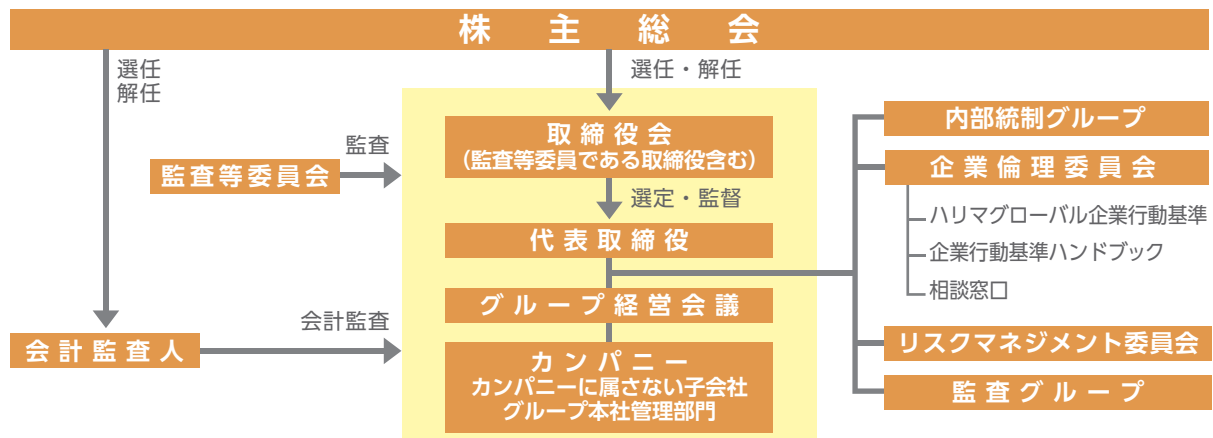 株主総会
選任
解任
選任・解任
取締役会
（監査等委員である取締役含む）
監査
監査等委員会
選定・監督
代表取締役
グループ経営会議
会計監査
会計監査人
カンパニー
カンパニーに属さない子会社
グループ本社管理部門
内部統制グループ
企業倫理委員会
ハリマグローバル企業行動基準
企業行動基準ハンドブック
相談窓口
リスクマネジメント委員会
監査グループ